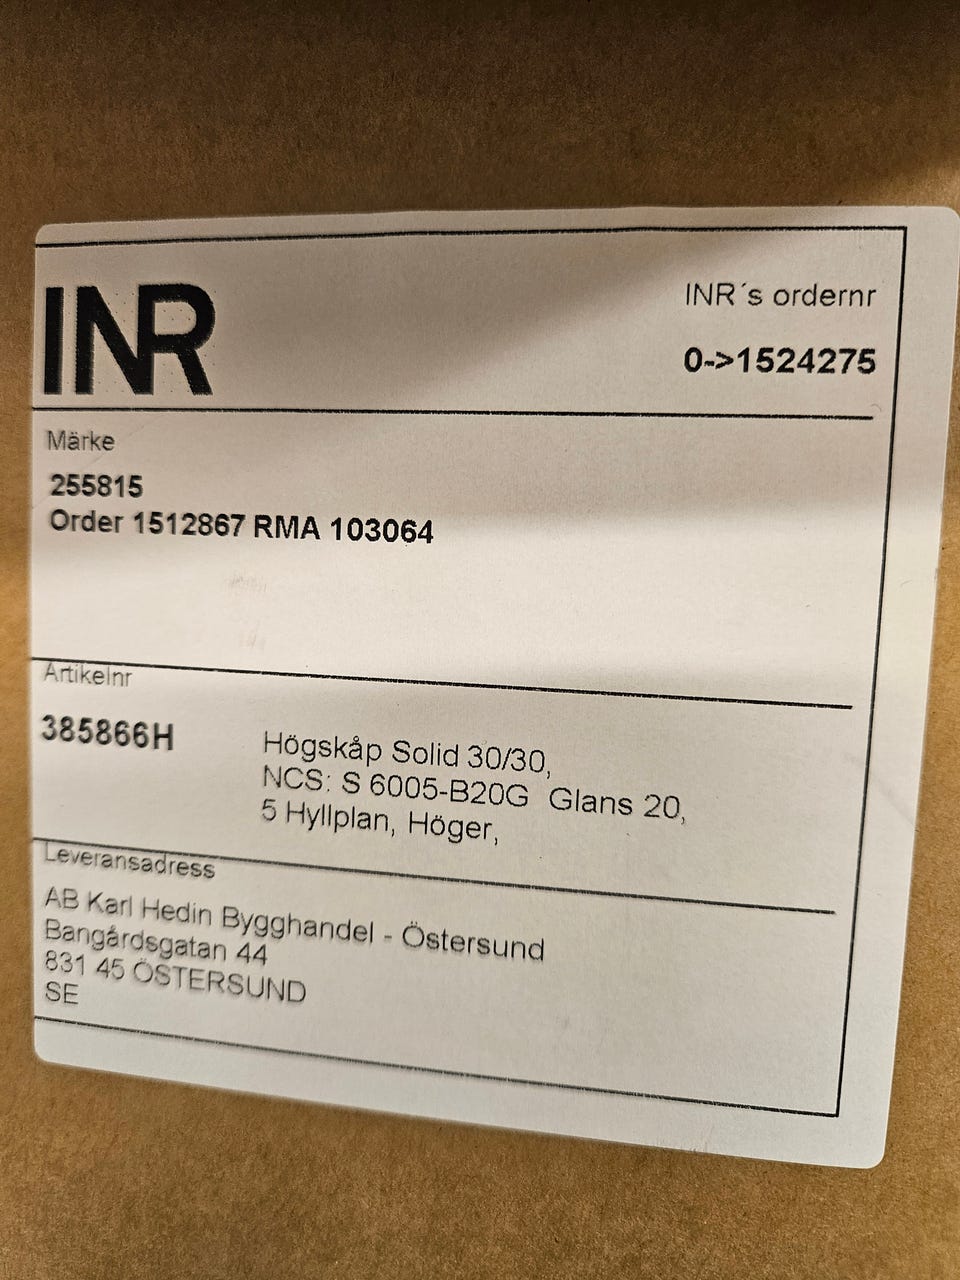 INR
INR´s ordernr
0->1524275
Märke
255815
Order 1512867 RMA 103064
Artikelnr
385866H
Högskåp Solid 30/30,
NCS: S 6005-B20G  Glans 20,
5 Hyllplan, Höger,
Leveransadress
AB Karl Hedin Bygghandel - Östersund
Bangårdsgatan 44
831 45 ÖSTERSUND
SE